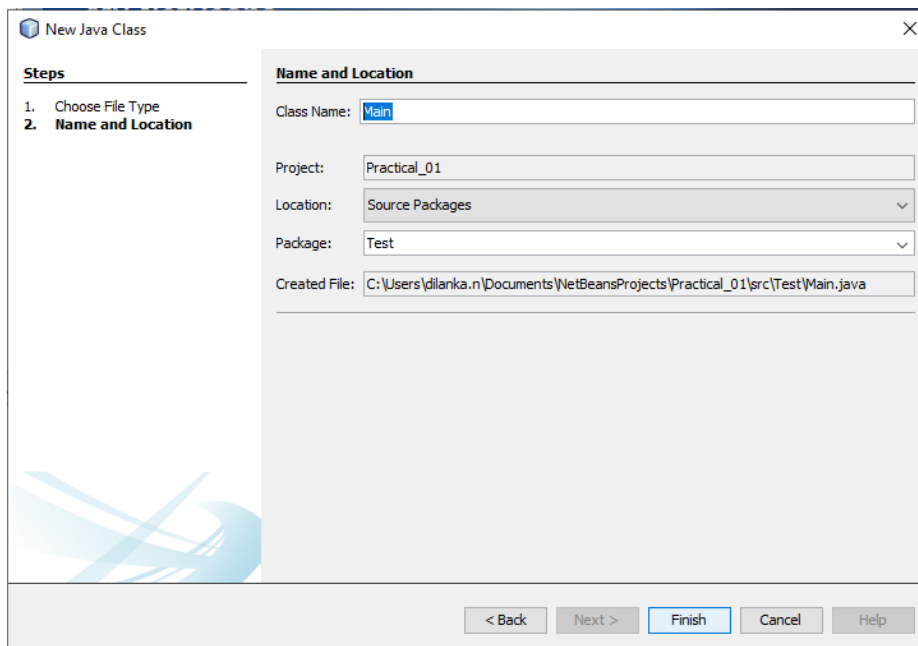 New Java Class
Steps
1. Choose File Type
2. Name and Location
Name and Location
Class Name: Main
Project: Practical_01
Location: Source Packages
Package: Test
Created File: C:\Users\dilanka.n\Documents\NetBeansProjects\Practical_01\src\Test\Main.java
< Back Next > Finish Cancel Help